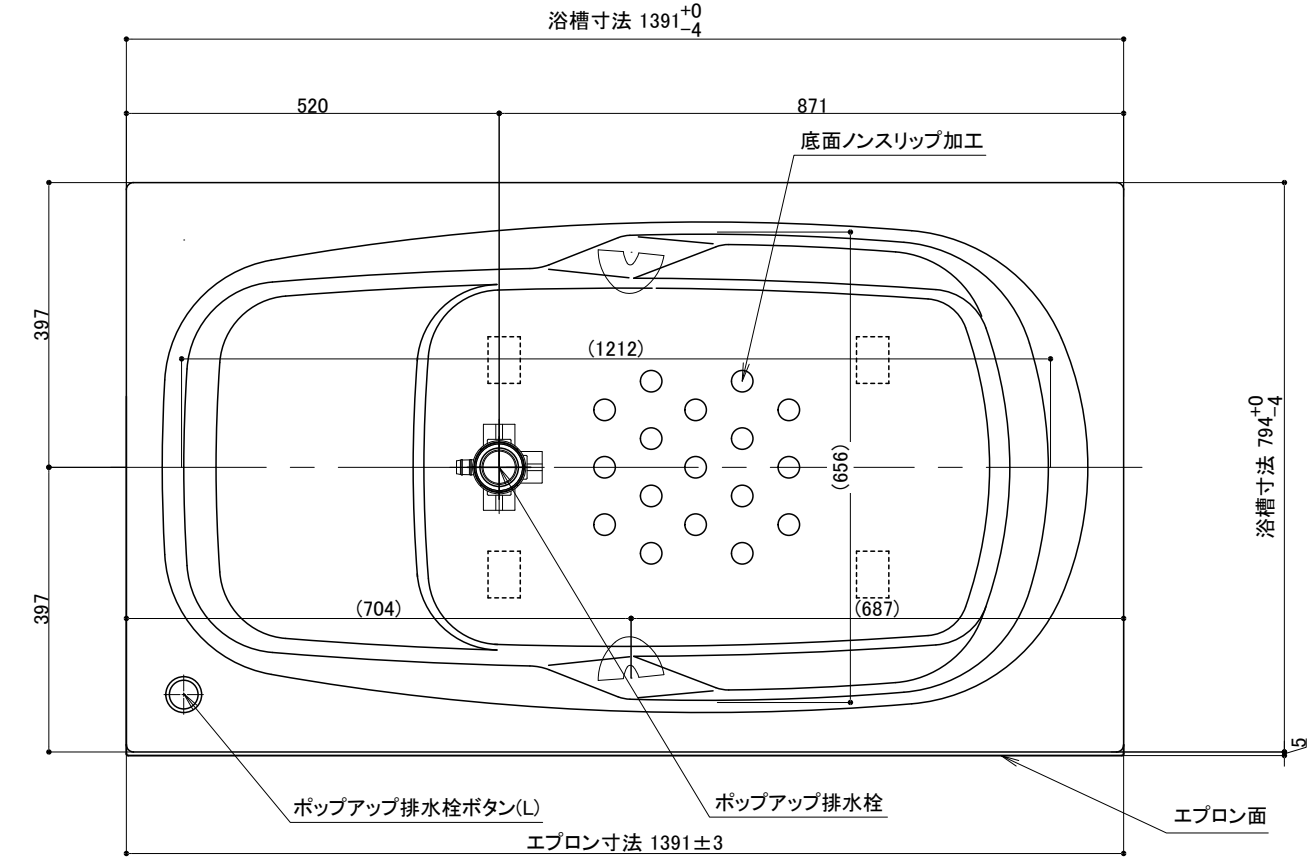 浴槽寸法 1391+0-4
520
871
底面ノンスリップ加工
397
(1212)
(656)
浴槽寸法 794+0-4
397
(704)
(687)
5
ポップアップ排水栓ボタン(L)
ポップアップ排水栓
エプロン面
エプロン寸法 1391±3